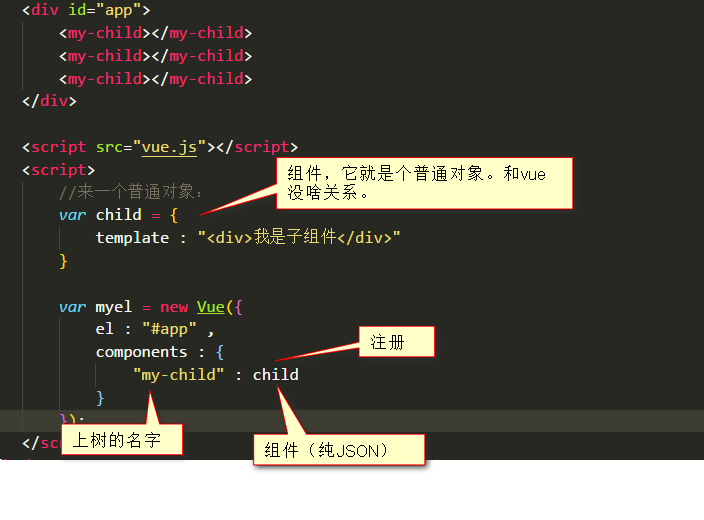 <div id="app">
<my-child></my-child>
<my-child></my-child>
<my-child></my-child>
</div>
<script src="vue.js"></script>
<script>
//来一个普通对象：
组件，它就是个普通对象。和vue
没啥关系。
var child = {
template : "<div>我是子组件</div>"
}
var myel = new Vue({
el : "#app" ,
components : {
注册
"my-child" : child
}
});
上树的名字
组件（纯JSON）